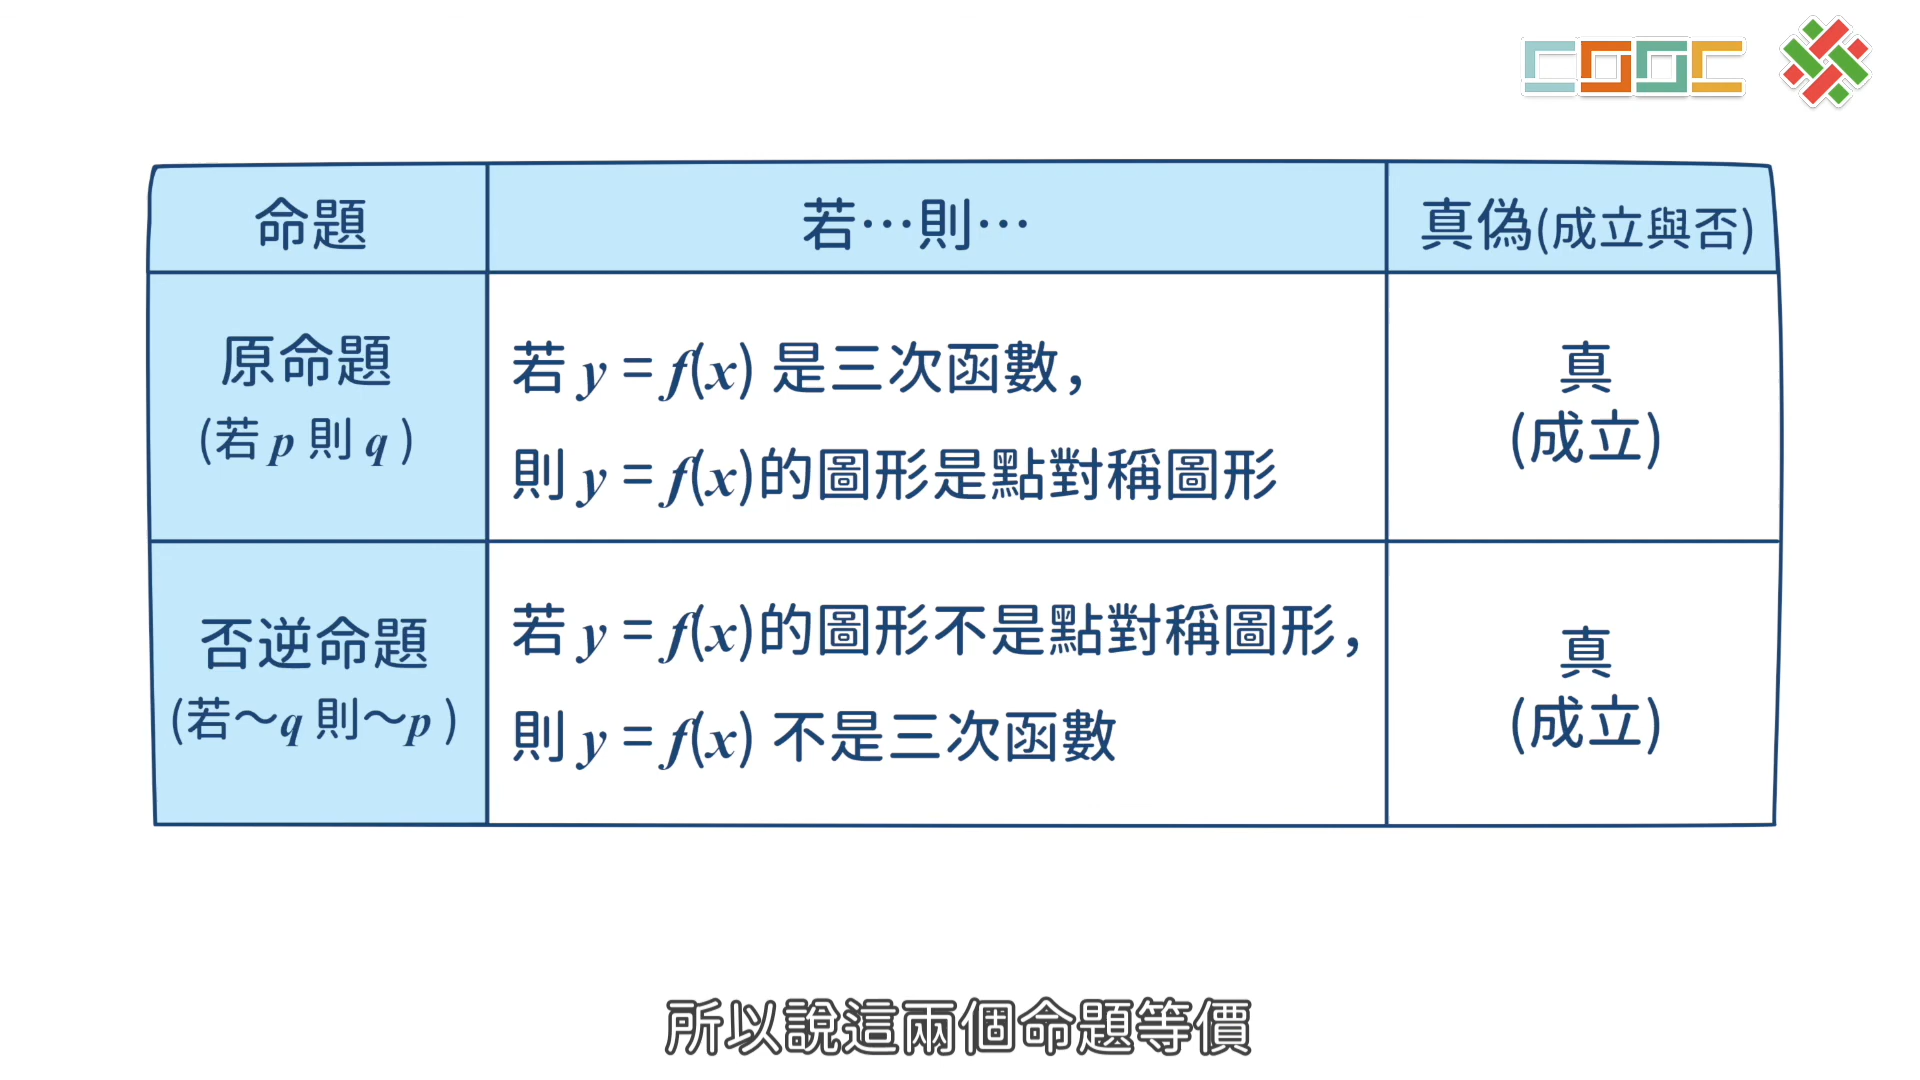 命題
若…則…
真偽(成立與否)
原命題
(若 p 則 q )
若 y = f(x) 是三次函數，
則 y = f(x)的圖形是點對稱圖形
真
(成立)
否逆命題
(若～q 則～p )
若 y = f(x)的圖形不是點對稱圖形，
則 y = f(x) 不是三次函數
真
(成立)
所以說這兩個命題等價